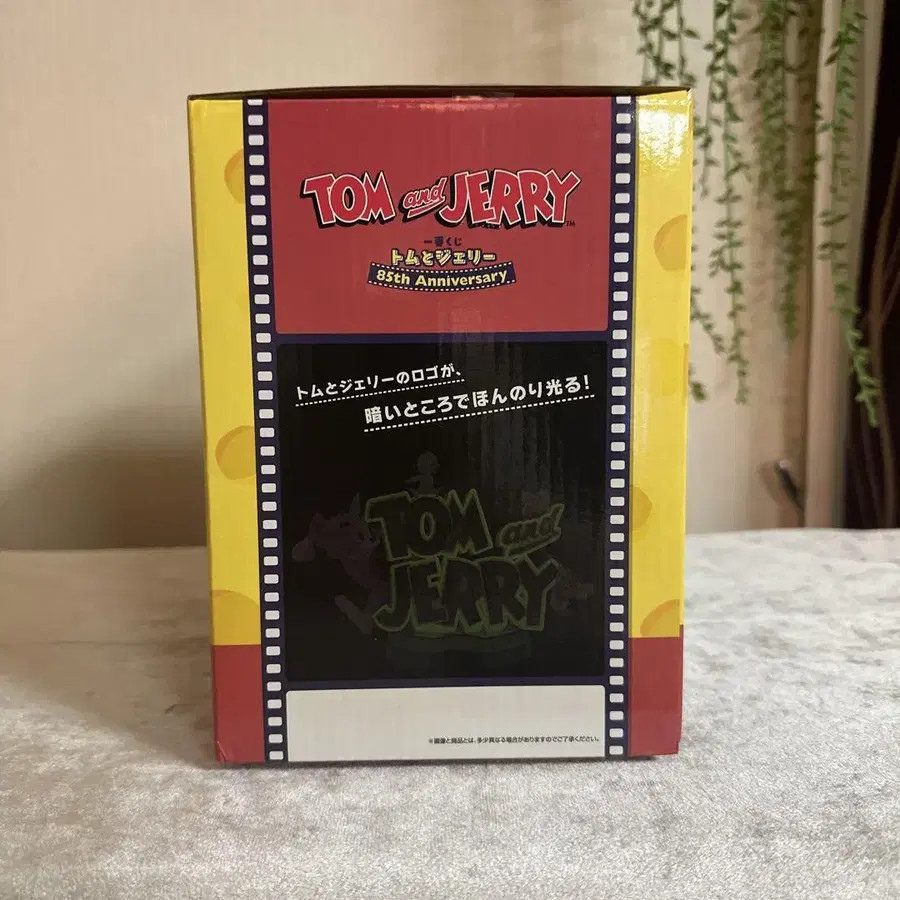 TOM and JERRY™
一番くじ
トムとジェリー
85th Anniversary
トムとジェリーのロゴが、
暗いところでほんのり光る!
TOM and
JERRY
※画像と商品とは、多少異なる場合がありますのでご了承ください。